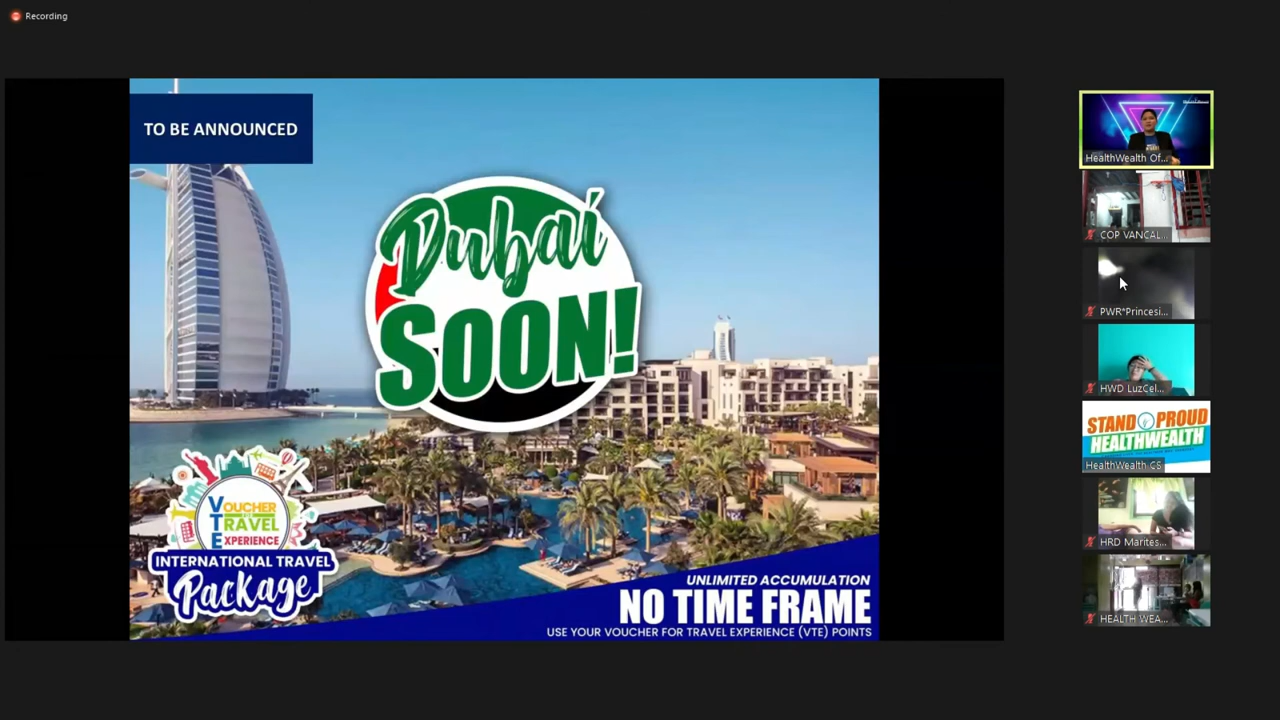 Recording
TO BE ANNOUNCED
Dubai
SOON!
VTE
VOUCHER
FOR
TRAVEL
EXPERIENCE
INTERNATIONAL TRAVEL
Package
UNLIMITED ACCUMULATION
NO TIME FRAME
USE YOUR VOUCHER FOR TRAVEL EXPERIENCE (VTE) POINTS
HealthWealth Of...
COP VANCAL...
PWR*Princesi...
HWD LuzCel...
STAND PROUD
HEALTHWEALTH
HealthWealth CS
HRD Marites...
HEALTH WEA...